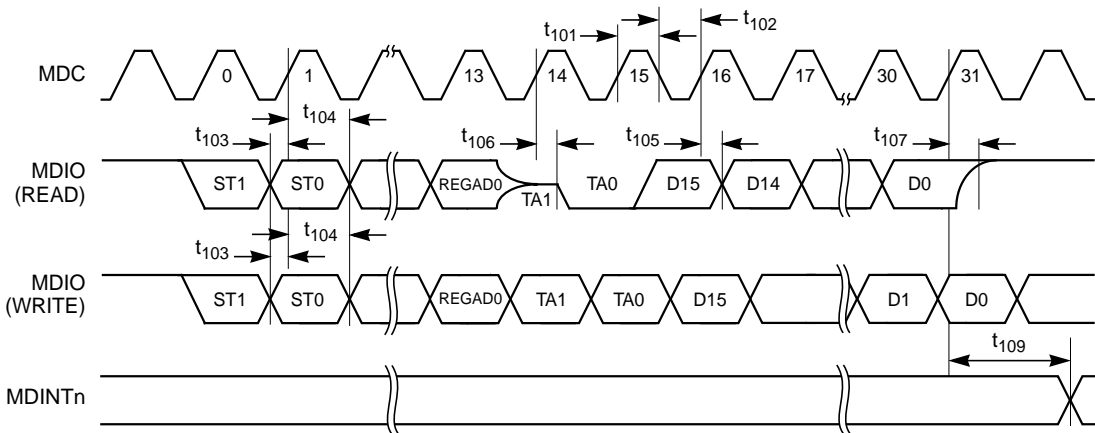 t101
t102
MDC
0
1
13
14
15
16
17
30
31
t103
t104
t106
t105
t107
MDIO
(READ)
ST1
ST0
REGAD0
TA1
TA0
D15
D14
D0
t103
t104
MDIO
(WRITE)
ST1
ST0
REGAD0
TA1
TA0
D15
D1
D0
t109
MDINTn